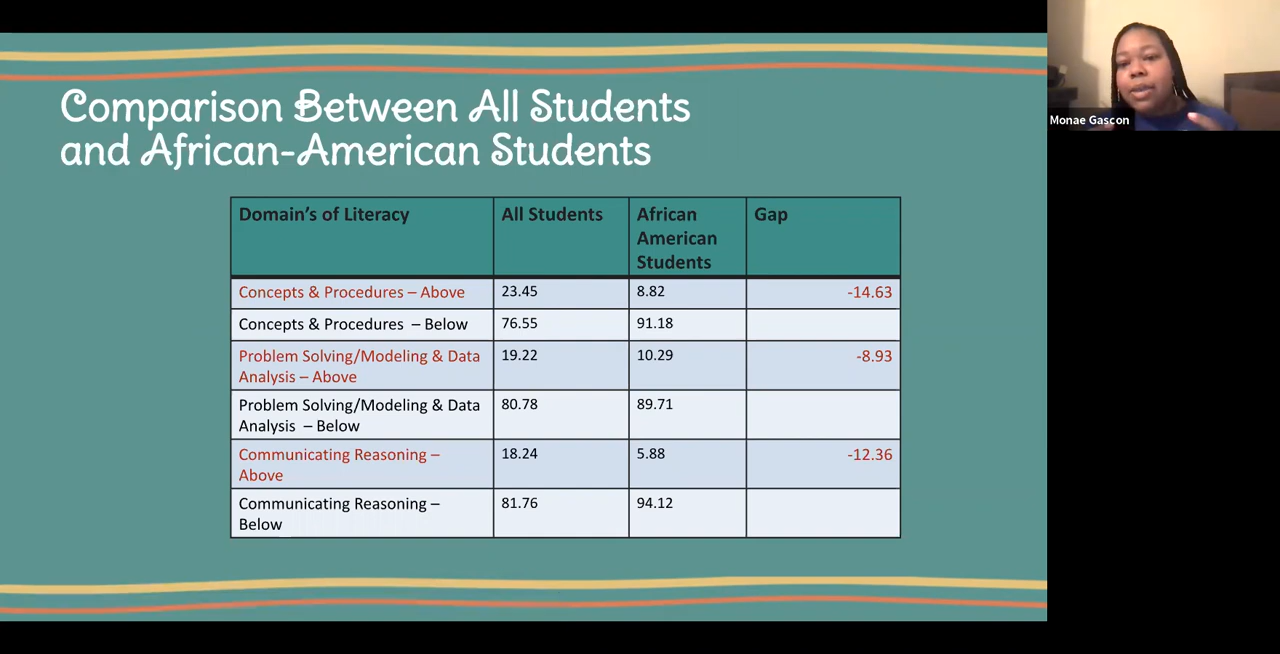 Comparison Between All Students
and African-American Students
Monae Gascon
Domain's of Literacy
All Students
African
American
Students
Gap
Concepts & Procedures – Above
23.45
8.82
-14.63
Concepts & Procedures – Below
76.55
91.18
Problem Solving/Modeling & Data
Analysis – Above
19.22
10.29
-8.93
Problem Solving/Modeling & Data
Analysis – Below
80.78
89.71
Communicating Reasoning –
Above
18.24
5.88
-12.36
Communicating Reasoning –
Below
81.76
94.12